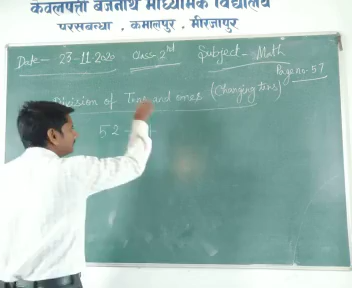 केवलपती बैजनाथ माध्यमिक विद्यालय
परसबन्धा , कमालपुर , मीरजापुर
Date - 23-11-2020 Class-2nd Subject - Math
Page no-57
Division of Tens and ones (Changing tens)
52